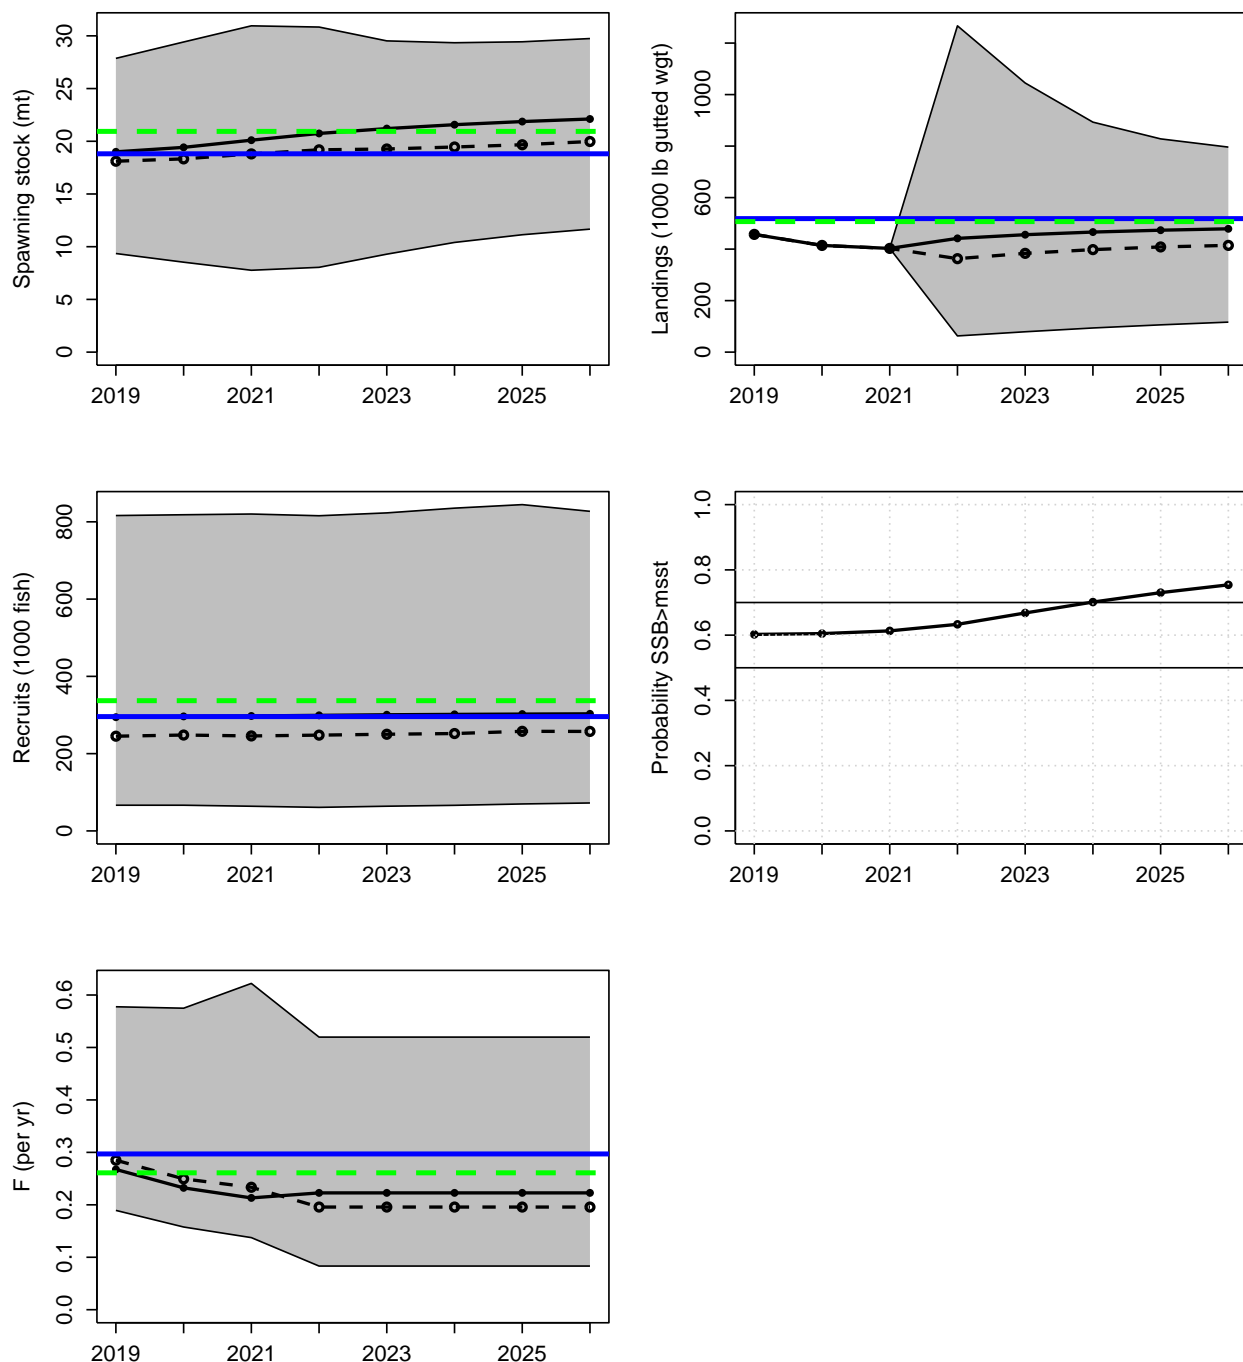 Spawning stock (mt)
0 5 10 15 20 25 30
2019 2021 2023 2025
Landings (1000 lb gutted wgt)
0 200 400 600 1000
2019 2021 2023 2025
Recruits (1000 fish)
0 200 400 600 800
2019 2021 2023 2025
Probability SSB>msst
0.0 0.2 0.4 0.6 0.8 1.0
2019 2021 2023 2025
F (per yr)
0.0 0.1 0.2 0.3 0.4 0.5 0.6
2019 2021 2023 2025